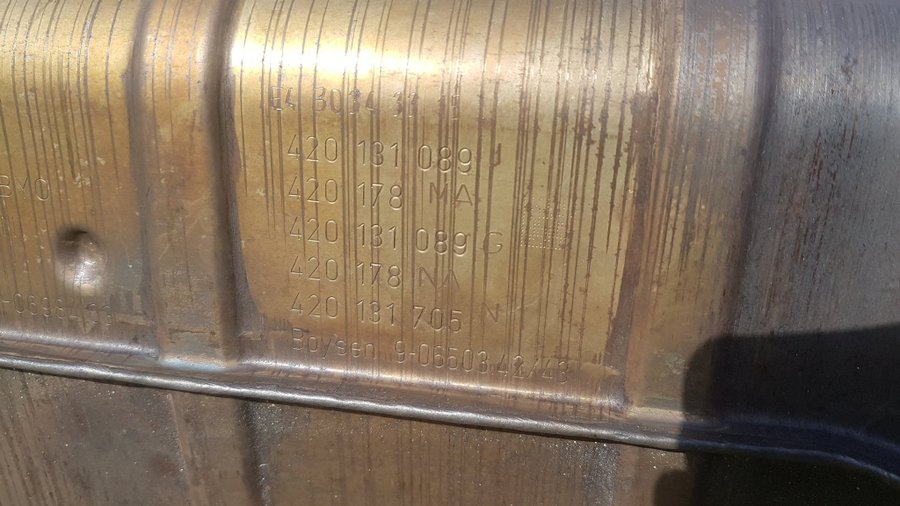 420 131 089 J
420 178 MA
BMO
420 131 089 G
420 178 NA
420 131 705 N
Boysen 9-06503.42/43